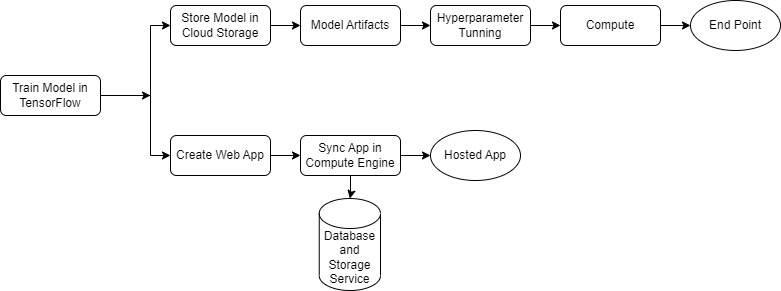 Store Model in
Cloud Storage
Model Artifacts
Hyperparameter
Tunning
Compute
End Point
Train Model in
TensorFlow
Create Web App
Sync App in
Compute Engine
Hosted App
Database
and
Storage
Service